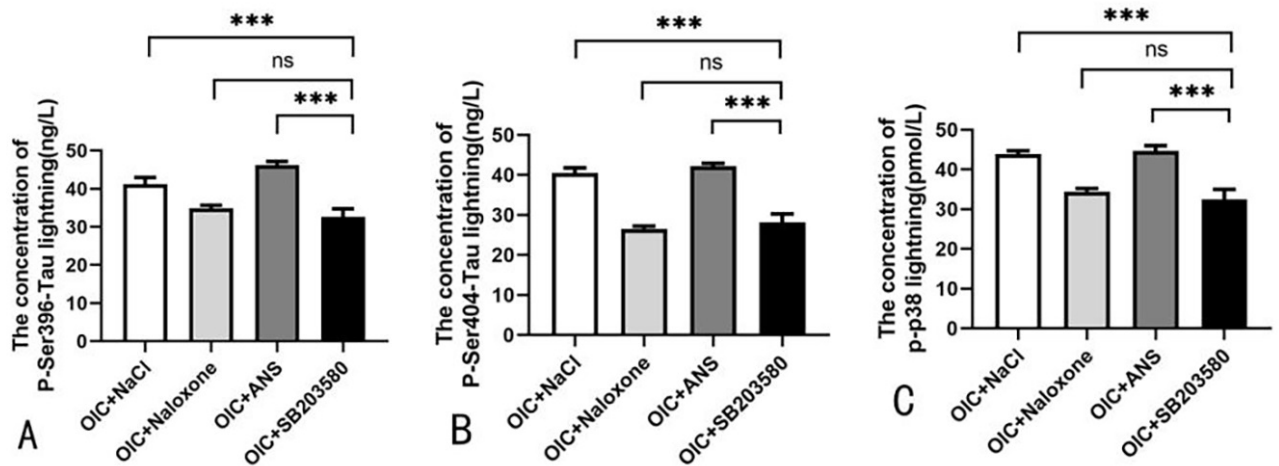 ***
ns
***
The concentration of
P-Ser396-Tau lightning(ng/L)
50
40
30
20
10
0
OIC+NaCl
OIC+Naloxone
OIC+ANS
OIC+SB203580
A
***
ns
***
The concentration of
P-Ser404-Tau lightning(ng/L)
50
40
30
20
10
0
OIC+NaCl
OIC+Naloxone
OIC+ANS
OIC+SB203580
B
***
ns
***
The concentration of
p-p38 lightning(pmol/L)
50
40
30
20
10
0
OIC+NaCl
OIC+Naloxone
OIC+ANS
OIC+SB203580
C